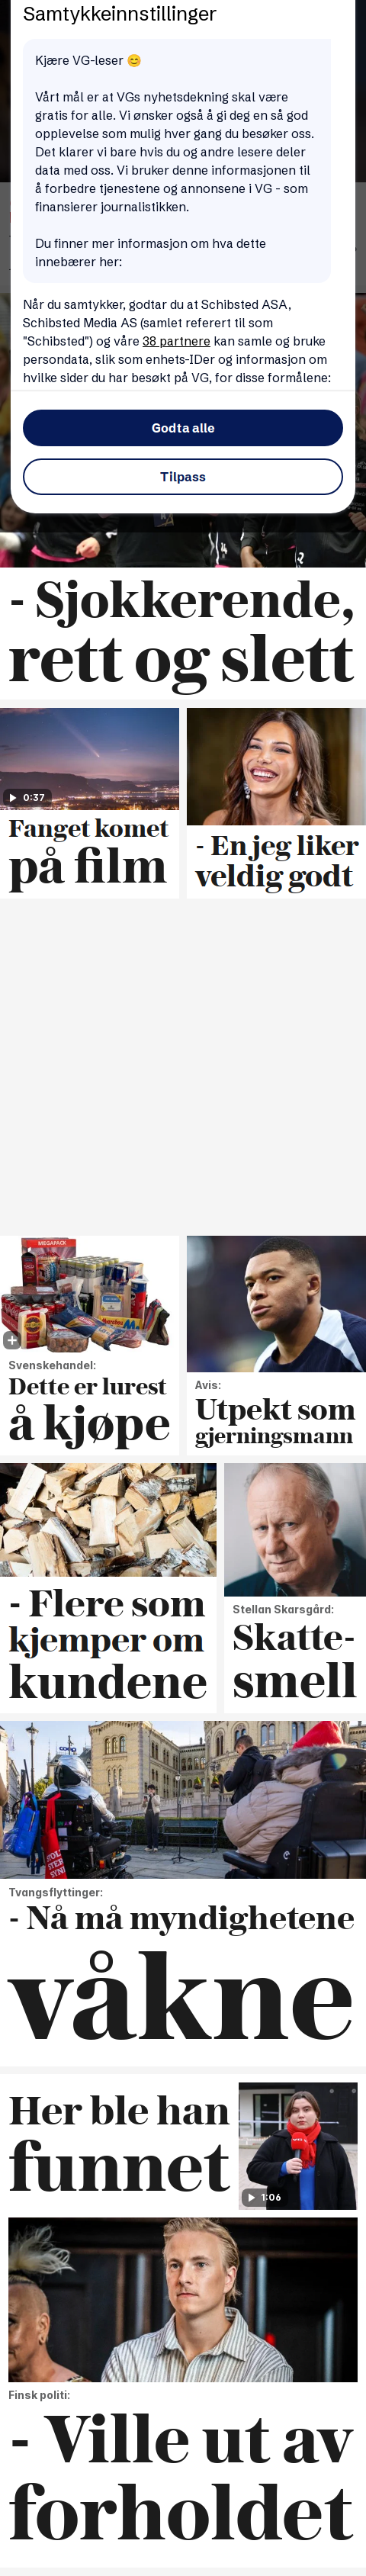 Samtykkeinnstillinger
Kjære VG-leser 😊
Vårt mål er at VGs nyhetsdekning skal være
gratis for alle. Vi ønsker også å gi deg en så god
opplevelse som mulig hver gang du besøker oss.
Det klarer vi bare hvis du og andre lesere deler
data med oss. Vi bruker denne informasjonen til
å forbedre tjenestene og annonsene i VG - som
finansierer journalistikken.
Du finner mer informasjon om hva dette
innebærer her:
Når du samtykker, godtar du at Schibsted ASA,
Schibsted Media AS (samlet referert til som
"Schibsted") og våre 38 partnere kan samle og bruke
persondata, slik som enhets-IDer og informasjon om
hvilke sider du har besøkt på VG, for disse formålene:
Godta alle
Tilpass
- Sjokkerende,
rett og slett
0:37
Fanget komet
på film
- En jeg liker
veldig godt
MEGAPACK
Svenskehandel:
Dette er lurest
å kjøpe
Avis:
Utpekt som
gjerningsmann
- Flere som
kjemper om
kundene
Stellan Skarsgård:
Skatte-
smell
Tvangsflyttinger:
- Nå må myndighetene
våkne
Her ble han
funnet
1:06
Finsk politi:
- Ville ut av
forholdet